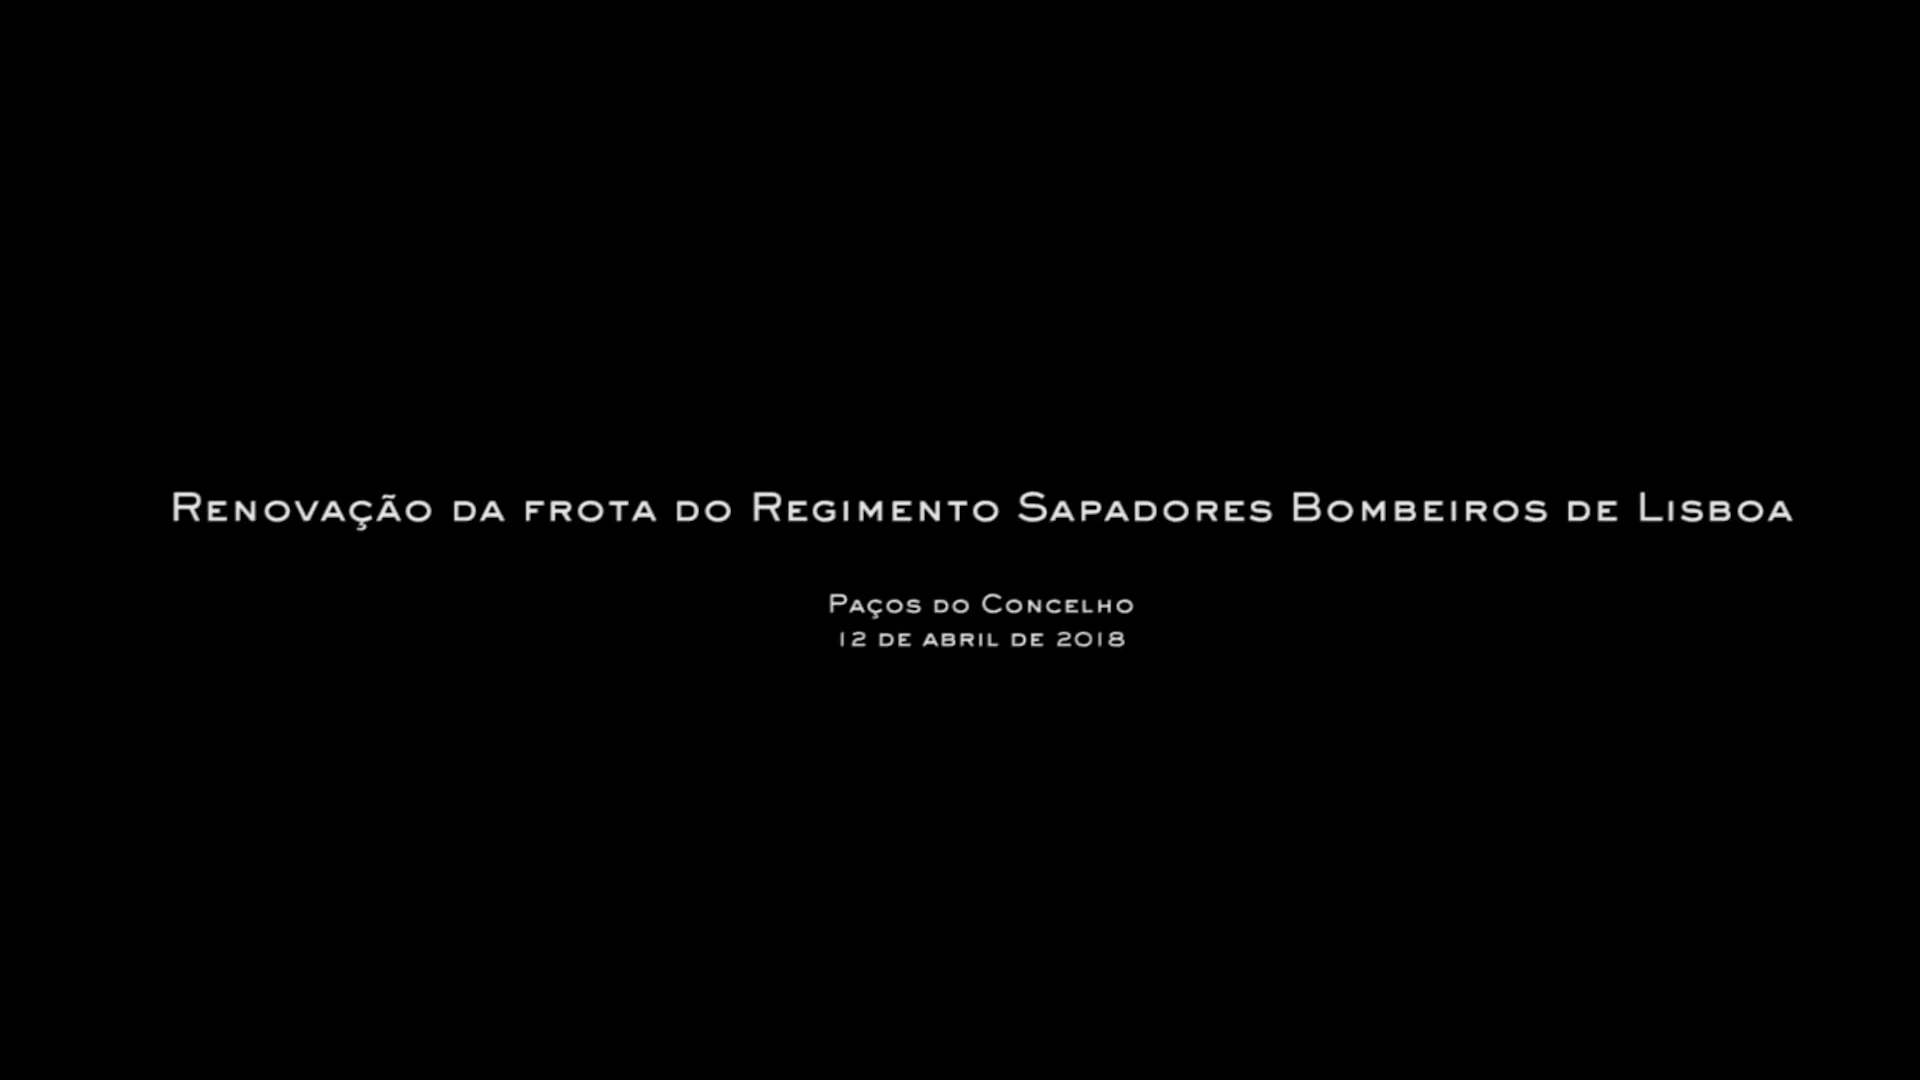 Renovação da frota do Regimento Sapadores Bombeiros de Lisboa
Paços do Concelho
12 de abril de 2018